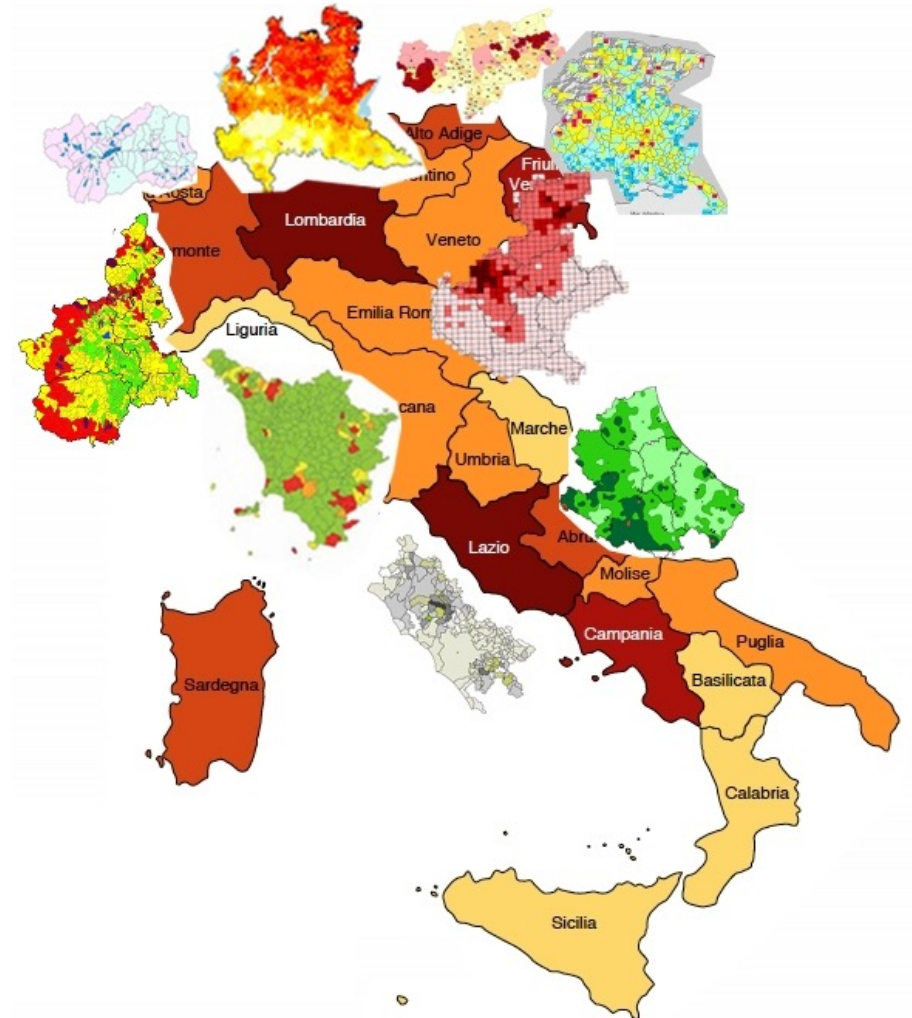 Alto Adige
ntino
Friu
Ve
Aosta
Lombardia
Veneto
monte
Emilia Rom
Liguria
cana
Marche
Umbria
Lazio
Abru
Molise
Campania
Puglia
Basilicata
Sardegna
Calabria
Sicilia